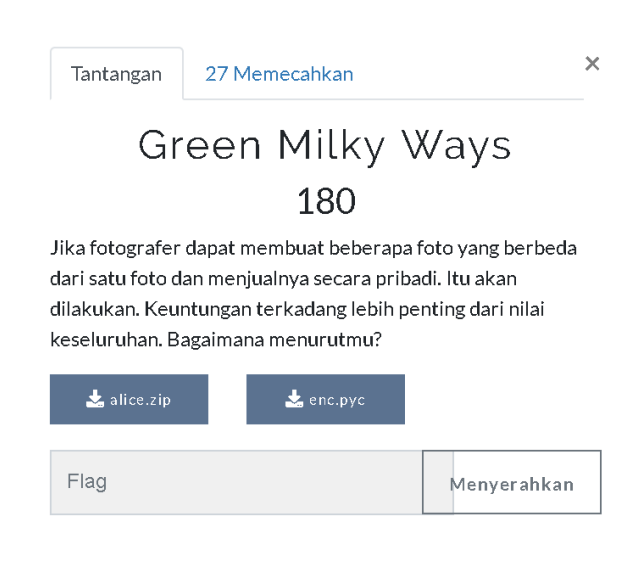 Tantangan
27 Memecahkan
×
Green Milky Ways
180
Jika fotografer dapat membuat beberapa foto yang berbeda
dari satu foto dan menjualnya secara pribadi. Itu akan
dilakukan. Keuntungan terkadang lebih penting dari nilai
keseluruhan. Bagaimana menurutmu?
alice.zip
enc.pyc
Flag
Menyerahkan